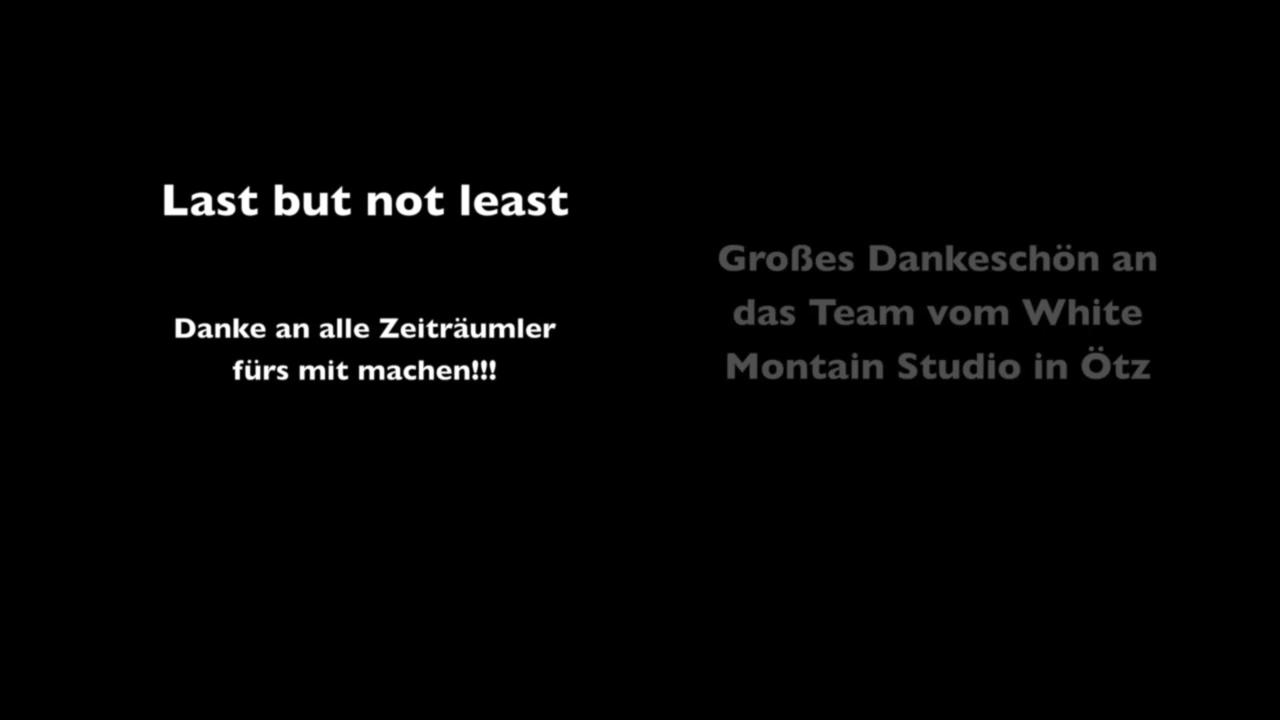 Last but not least
Danke an alle Zeiträumler
fürs mit machen!!!
Großes Dankeschön an
das Team vom White
Montain Studio in Ötz